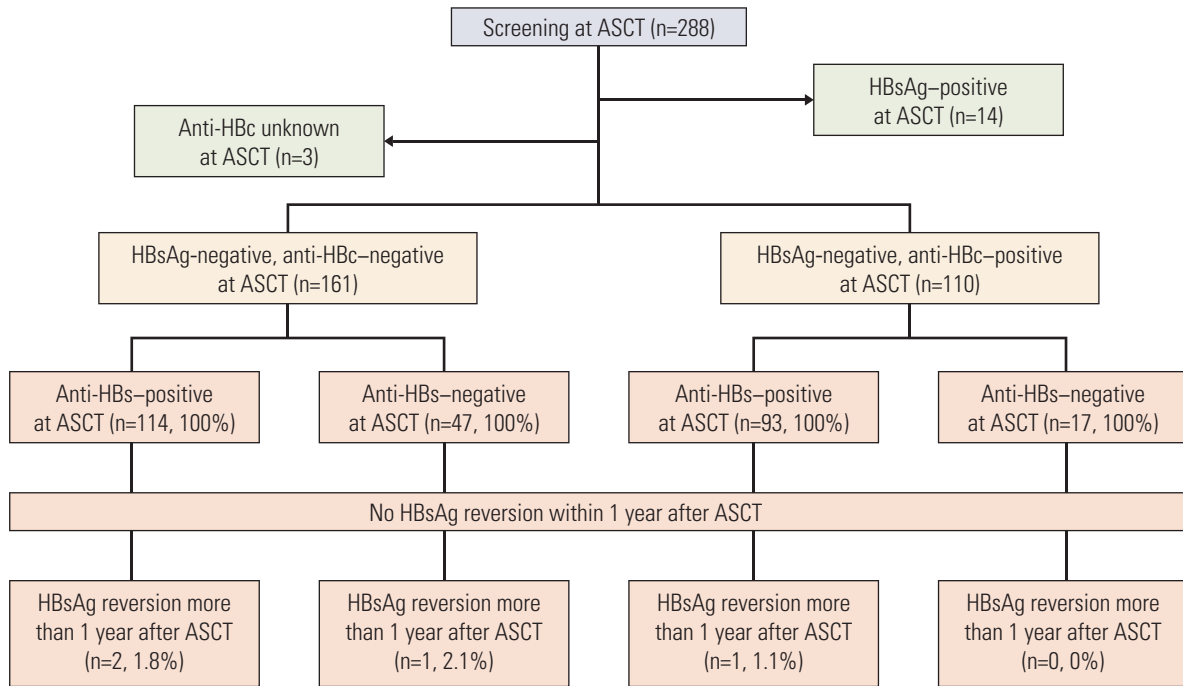 Screening at ASCT (n=288)
HBsAg–positive
at ASCT (n=14)
Anti-HBc unknown
at ASCT (n=3)
HBsAg-negative, anti-HBc–negative
at ASCT (n=161)
HBsAg-negative, anti-HBc–positive
at ASCT (n=110)
Anti-HBs–positive
at ASCT (n=114, 100%)
Anti-HBs–negative
at ASCT (n=47, 100%)
Anti-HBs–positive
at ASCT (n=93, 100%)
Anti-HBs–negative
at ASCT (n=17, 100%)
No HBsAg reversion within 1 year after ASCT
HBsAg reversion more
than 1 year after ASCT
(n=2, 1.8%)
HBsAg reversion more
than 1 year after ASCT
(n=1, 2.1%)
HBsAg reversion more
than 1 year after ASCT
(n=1, 1.1%)
HBsAg reversion more
than 1 year after ASCT
(n=0, 0%)